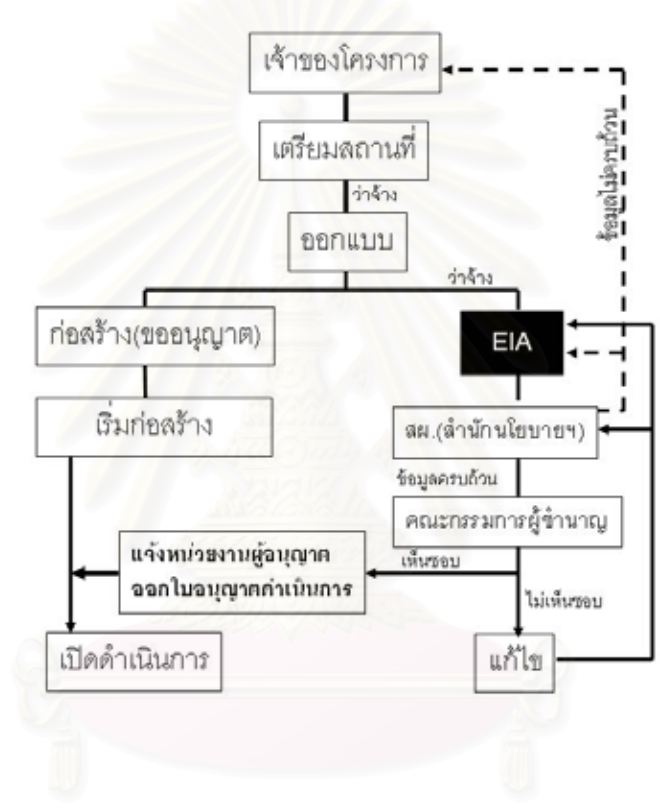 เจ้าของโครงการ
เตรียมสถานที่
ว่าจ้าง
ออกแบบ
ว่าจ้าง
ข้อมูลไม่ครบถ้วน
ก่อสร้าง(ขออนุญาต)
EIA
เริ่มก่อสร้าง
สผ.(สำนักนโยบายฯ)
ข้อมูลครบถ้วน
คณะกรรมการผู้ชำนาญ
แจ้งหน่วยงานผู้อนุญาต
ออกใบอนุญาตดำเนินการ
เห็นชอบ
ไม่เห็นชอบ
เปิดดำเนินการ
แก้ไข